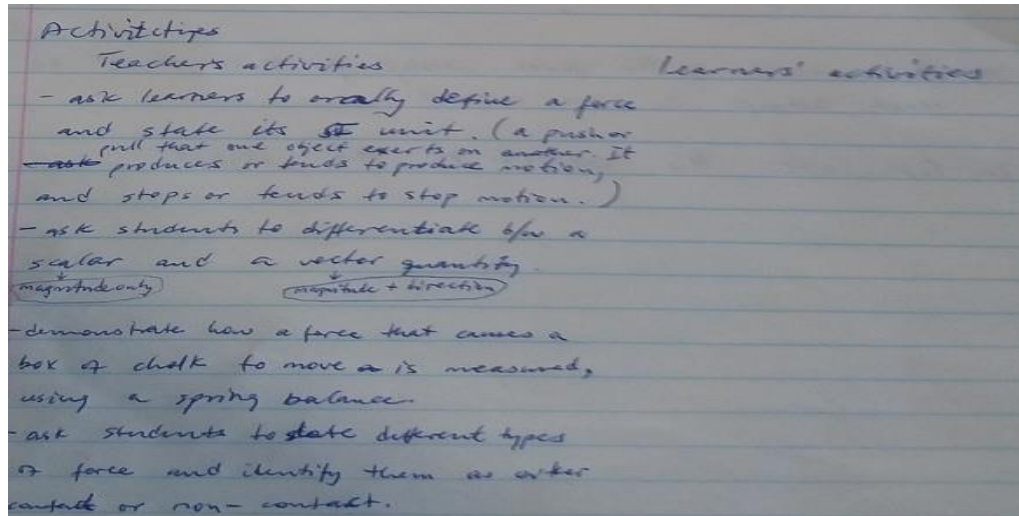 Activitctips
Teachers activities    learners' activities
- ask learners to orally define a force
and state its SI unit. (a push or
pull that one object exerts on another. It
produces or tends to produce motion,
and stops or tends to stop motion.)
- ask students to differentiate b/w a
scalar and a vector quantity.
magnitude only    magnitude + direction
- demonstrate how a force that causes a
box of chalk to move is measured,
using a spring balance.
- ask students to state different types
of force and identify them as either
contact or non-contact.